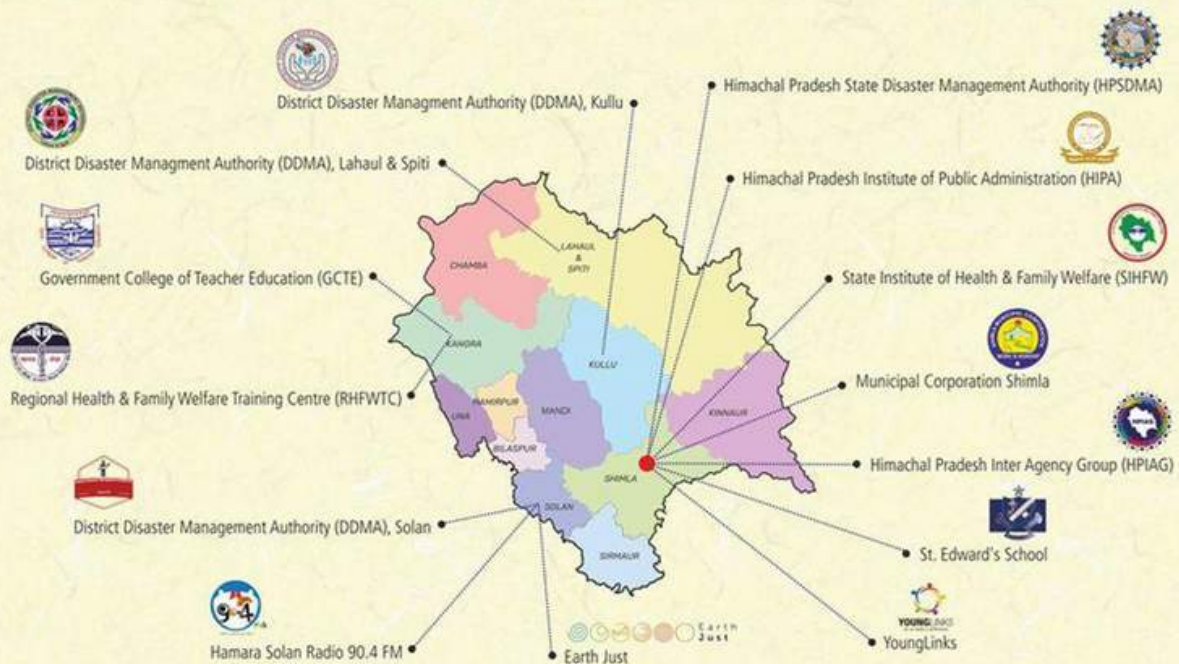 Himachal Pradesh State Disaster Management Authority (HPSDMA)
District Disaster Managment Authority (DDMA), Kullu
District Disaster Managment Authority (DDMA), Lahaul & Spiti
Himachal Pradesh Institute of Public Administration (HIPA)
Government College of Teacher Education (GCTE)
State Institute of Health & Family Welfare (SIHFW)
Regional Health & Family Welfare Training Centre (RHFWTC)
Municipal Corporation Shimla
HPIAG
Himachal Pradesh Inter Agency Group (HPIAG)
District Disaster Management Authority (DDMA), Solan
St. Edward's School
9.4
Hamara Solan Radio 90.4 FM
Earth
Just
Earth Just
YOUNGLINKS
YoungLinks
CHAMBA
LAHAUL
&
SPITI
KANGRA
KULLU
UNA
HAMIRPUR
MANDI
KINNAUR
BILASPUR
SHIMLA
SOLAN
SIRMAUR